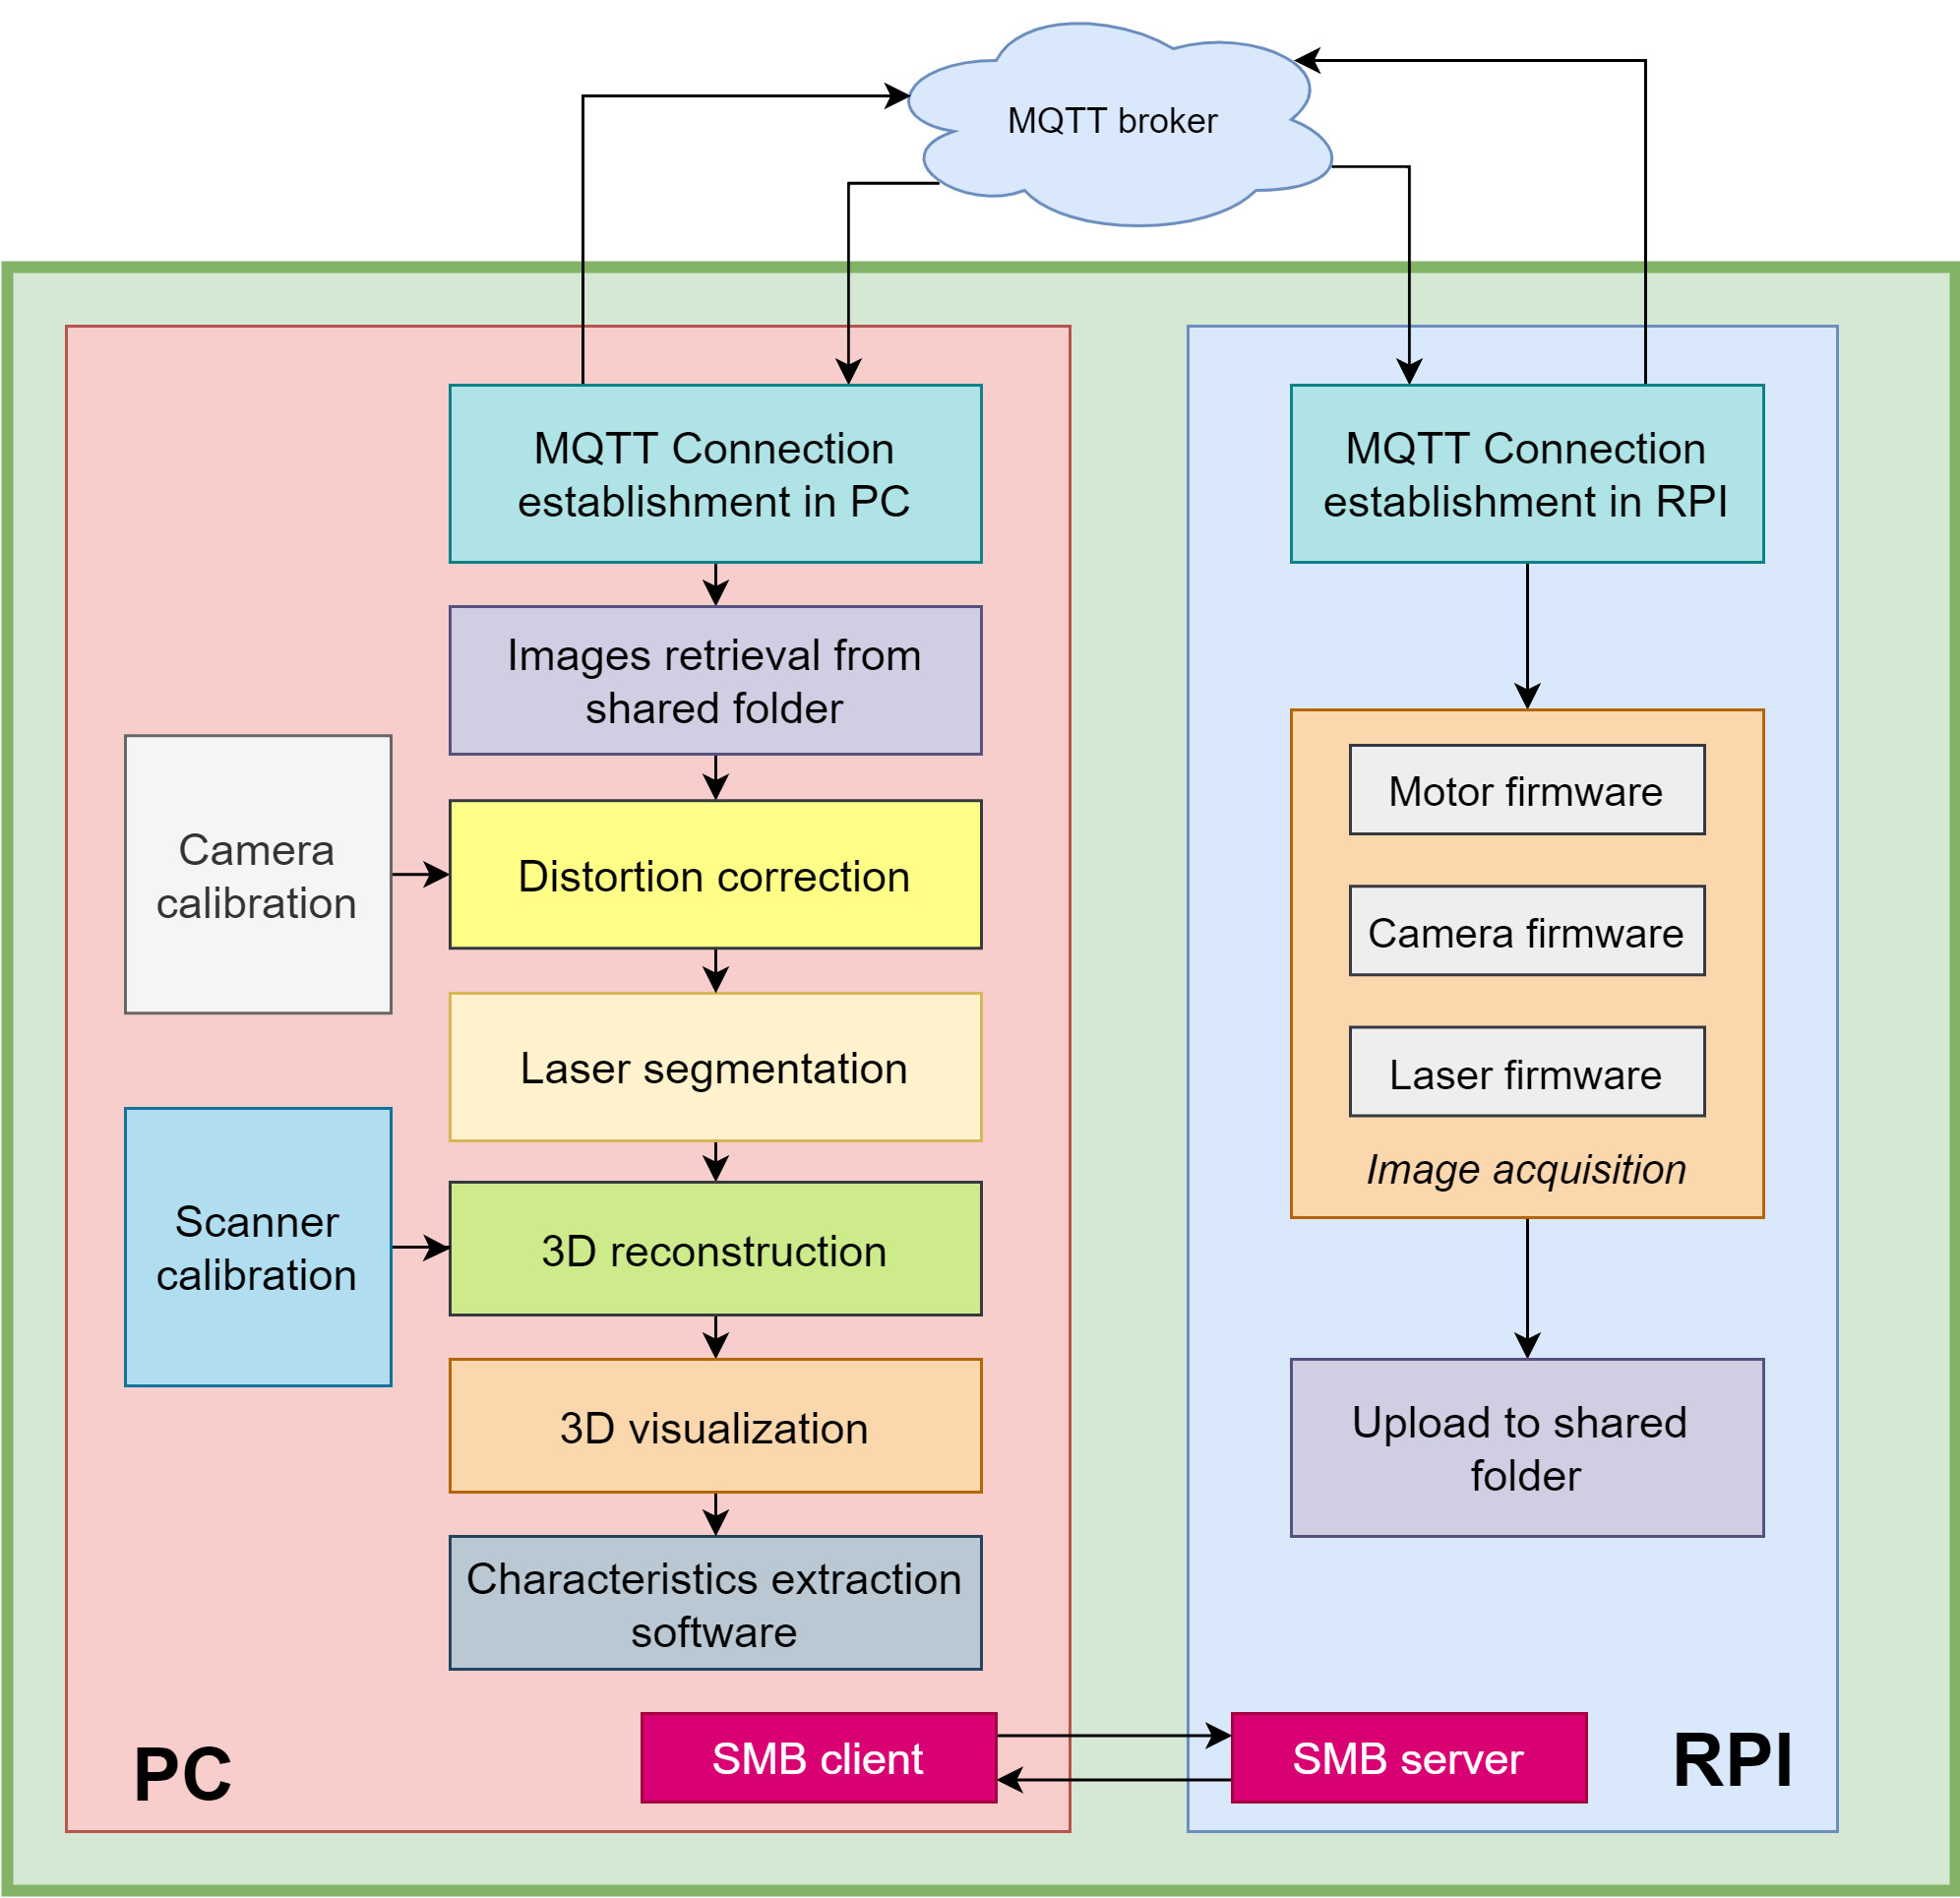 MQTT broker
MQTT Connection
establishment in PC
Images retrieval from
shared folder
Camera
calibration
Distortion correction
Laser segmentation
Scanner
calibration
3D reconstruction
3D visualization
Characteristics extraction
software
SMB client
PC
MQTT Connection
establishment in RPI
Motor firmware
Camera firmware
Laser firmware
Image acquisition
Upload to shared
folder
SMB server
RPI